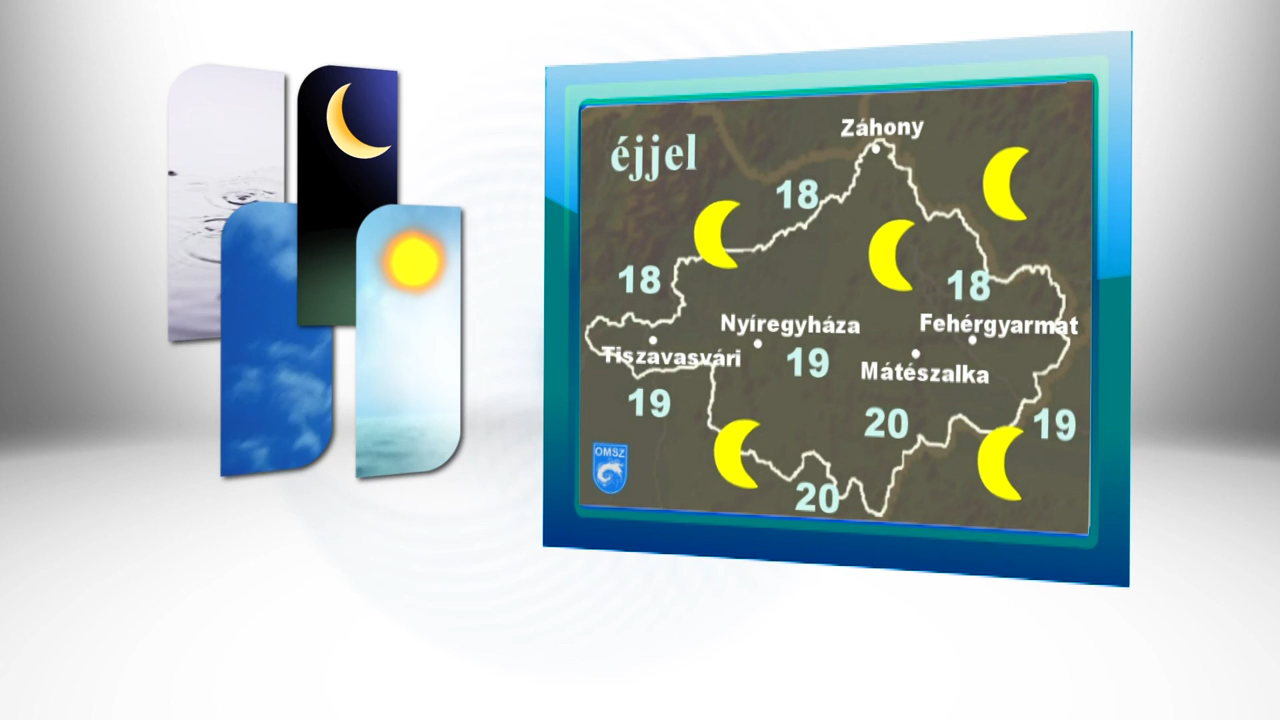 éjjel
Záhony
18
18
18
Nyíregyháza
Fehérgyarmat
Tiszavasvári
19
Mátészalka
19
20
19
OMSZ
20